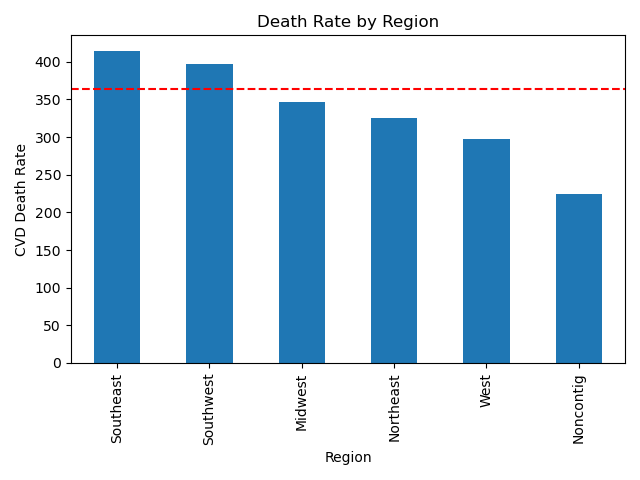 Death Rate by Region
CVD Death Rate
400
350
300
250
200
150
100
50
0
Southeast
Southwest
Midwest
Northeast
West
Noncontig
Region